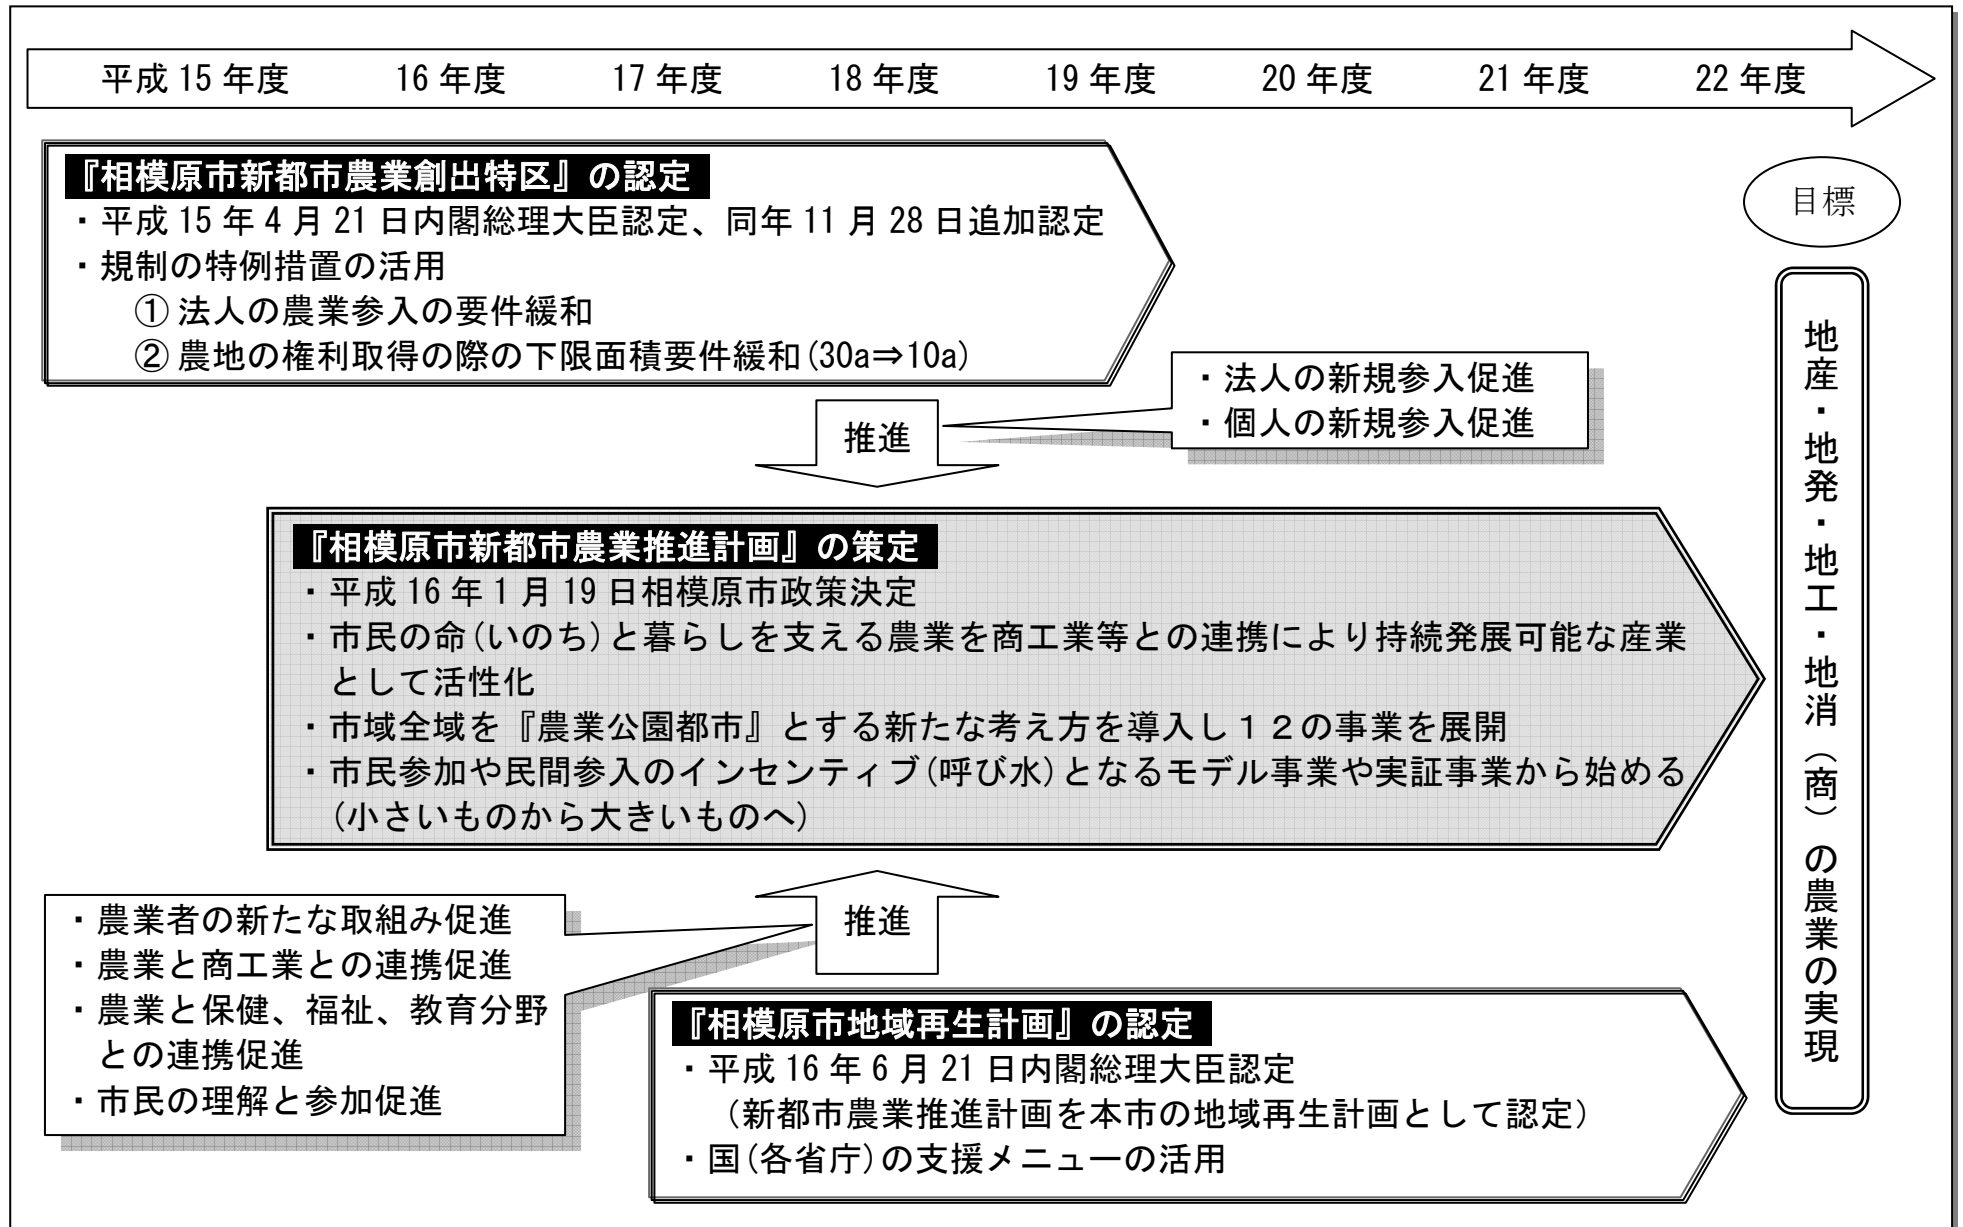 平成 15 年度 16 年度 17 年度 18 年度 19 年度 20 年度 21 年度 22 年度
『相模原市新都市農業創出特区』の認定
・平成 15 年 4 月 21 日内閣総理大臣認定、同年 11 月 28 日追加認定
・規制の特例措置の活用
① 法人の農業参入の要件緩和
② 農地の権利取得の際の下限面積要件緩和(30a⇒10a)
推進
・法人の新規参入促進
・個人の新規参入促進
『相模原市新都市農業推進計画』の策定
・平成 16 年 1 月 19 日相模原市政策決定
・市民の命(いのち)と暮らしを支える農業を商工業等との連携により持続発展可能な産業
として活性化
・市域全域を『農業公園都市』とする新たな考え方を導入し１２の事業を展開
・市民参加や民間参入のインセンティブ(呼び水)となるモデル事業や実証事業から始める
(小さいものから大きいものへ)
推進
・農業者の新たな取組み促進
・農業と商工業との連携促進
・農業と保健、福祉、教育分野
との連携促進
・市民の理解と参加促進
『相模原市地域再生計画』の認定
・平成 16 年 6 月 21 日内閣総理大臣認定
（新都市農業推進計画を本市の地域再生計画として認定）
・国(各省庁)の支援メニューの活用
目標
地産・地発・地工・地消（商）の農業の実現